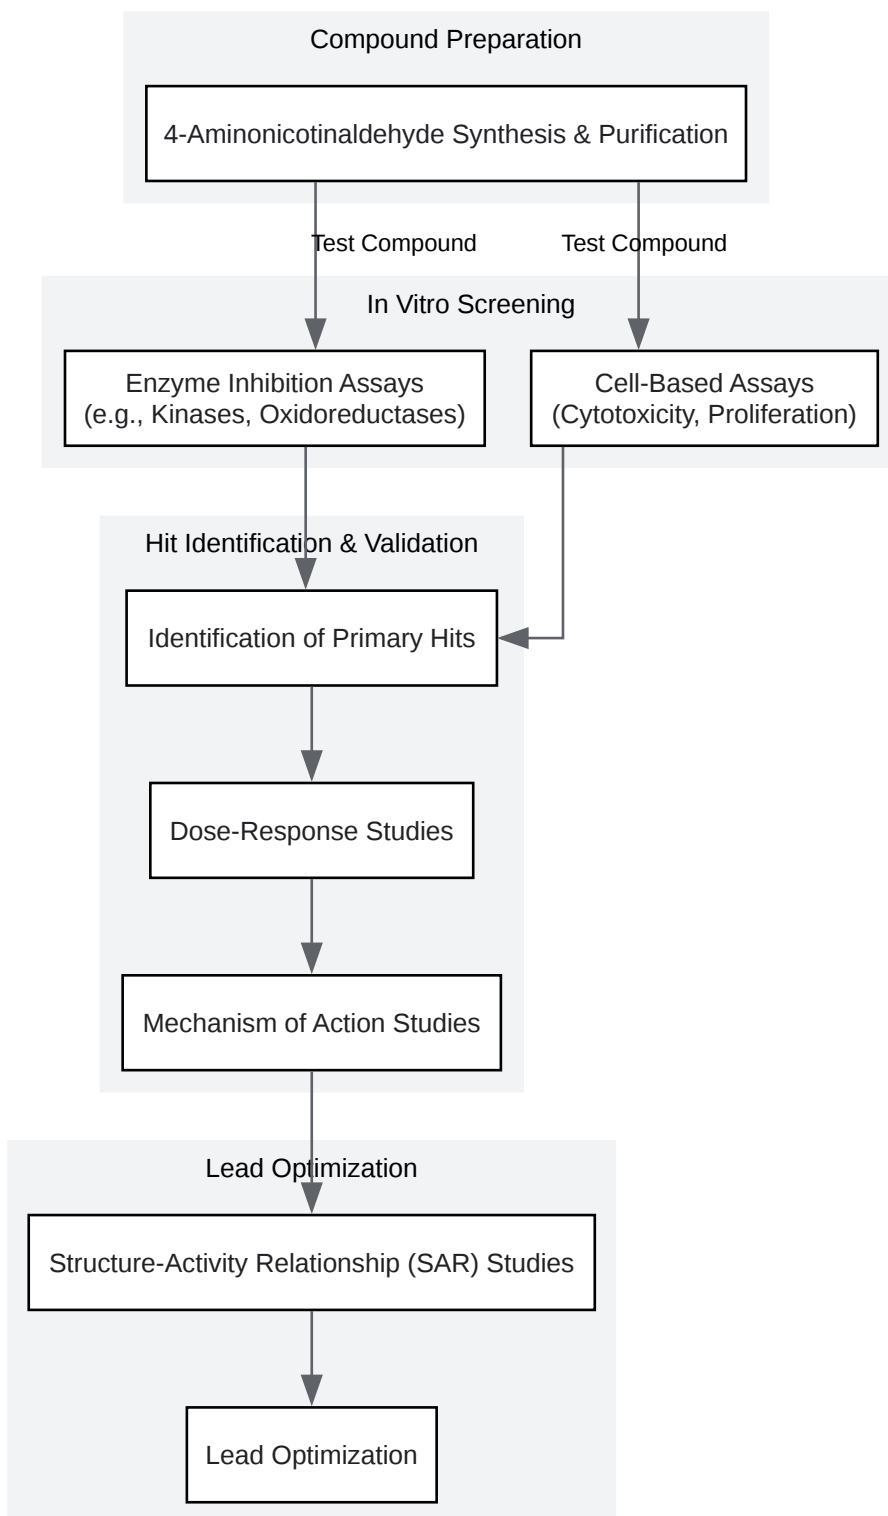 Compound Preparation
4-Aminonicotinaldehyde Synthesis & Purification
Test Compound
Test Compound
In Vitro Screening
Enzyme Inhibition Assays
(e.g., Kinases, Oxidoreductases)
Cell-Based Assays
(Cytotoxicity, Proliferation)
Hit Identification & Validation
Identification of Primary Hits
Dose-Response Studies
Mechanism of Action Studies
Lead Optimization
Structure-Activity Relationship (SAR) Studies
Lead Optimization